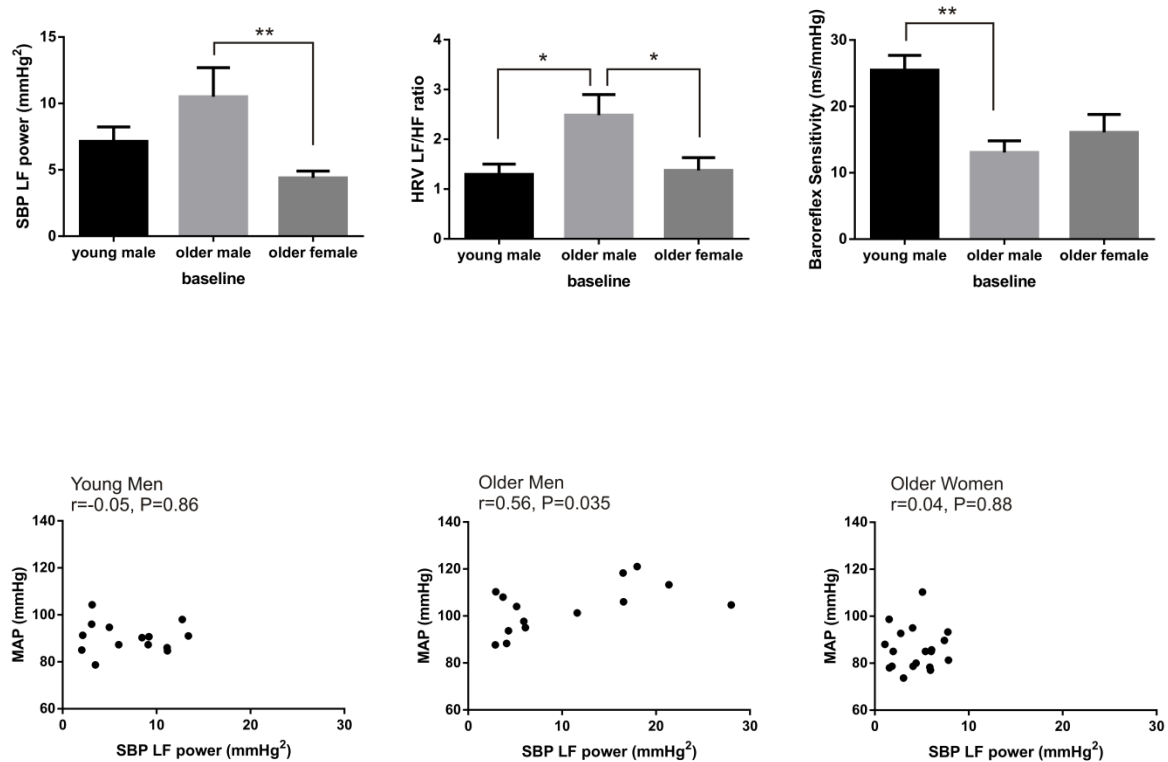 SBP LF power (mmHg²)
15
10
5
0
**
young male older male older female
baseline
HRV LF/HF ratio
4
3
2
1
0
* *
young male older male older female
baseline
Baroreflex Sensitivity (ms/mmHg)
30
20
10
0
**
young male older male older female
baseline
Young Men
r=-0.05, P=0.86
MAP (mmHg)
140
120
100
80
60
0 10 20 30
SBP LF power (mmHg²)
Older Men
r=0.56, P=0.035
MAP (mmHg)
140
120
100
80
60
0 10 20 30
SBP LF power (mmHg²)
Older Women
r=0.04, P=0.88
MAP (mmHg)
140
120
100
80
60
0 10 20 30
SBP LF power (mmHg²)